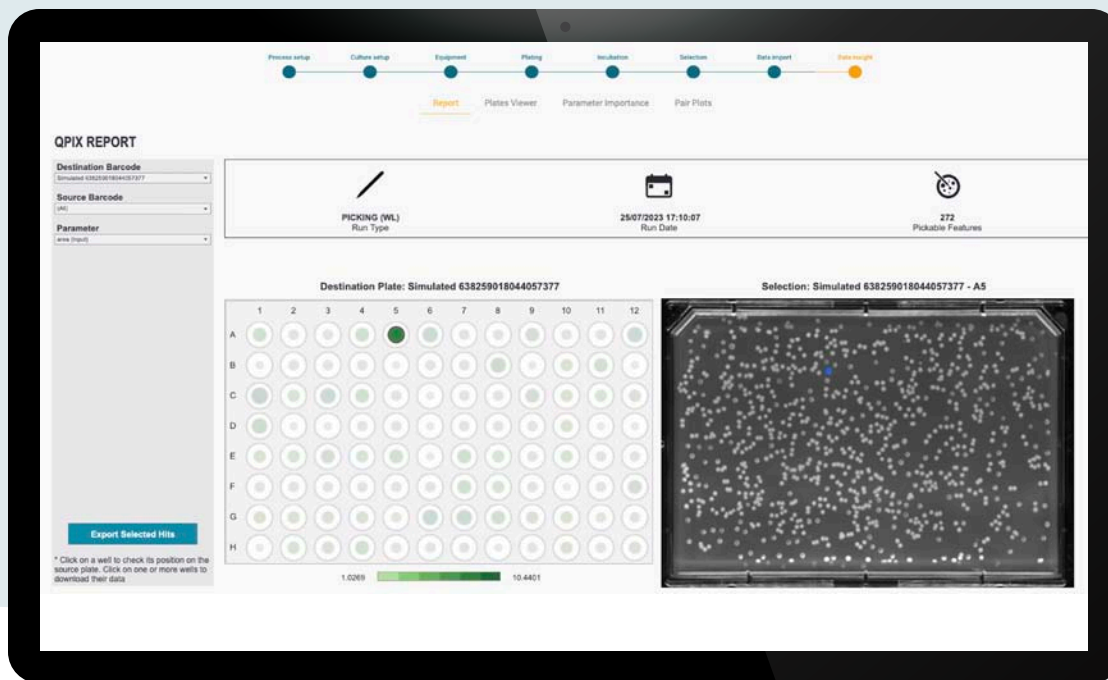 Process setup
Culture setup
Equipment
Plating
Incubation
Selection
Data import
Data insight
Report
Plates Viewer
Parameter Importance
Pair Plots
QPIX REPORT
Destination Barcode
Simulated 638259018044057377
Source Barcode
(All)
Parameter
area (input)
PICKING (WL)
Run Type
25/07/2023 17:10:07
Run Date
272
Pickable Features
Destination Plate: Simulated 638259018044057377
1 2 3 4 5 6 7 8 9 10 11 12
A
B
C
D
E
F
G
H
1.0269
10.4401
Selection: Simulated 638259018044057377 - A5
Export Selected Hits
* Click on a well to check its position on the
source plate. Click on one or more wells to
download their data